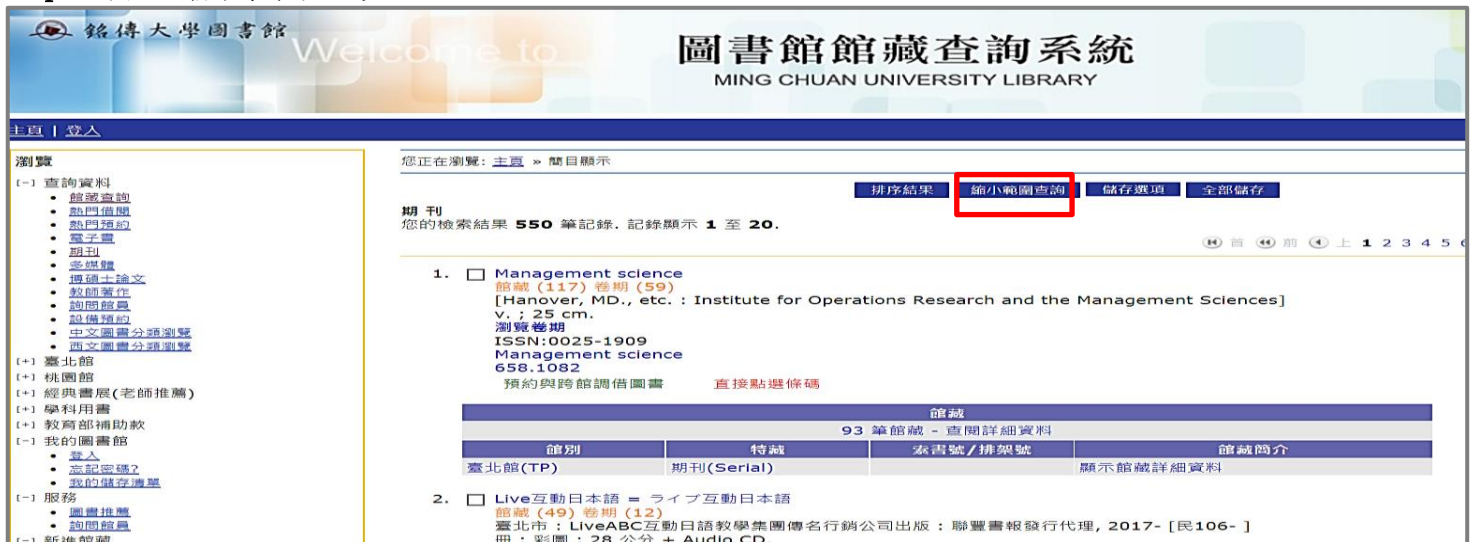 銘傳大學圖書館
Welcome to
圖書館館藏查詢系統
MING CHUAN UNIVERSITY LIBRARY
主頁 | 登入
瀏覽
[-] 查詢資料
• 館藏查詢
• 熱門借閱
• 熱門預約
• 電子書
• 期刊
• 多媒體
• 博碩士論文
• 教師著作
• 詢問館員
• 設備預約
• 中文圖書分類瀏覽
• 西文圖書分類瀏覽
[+] 臺北館
[+] 桃園館
[+] 經典書展(老師推薦)
[+] 學科用書
[+] 教育部補助款
[-] 我的圖書館
• 登入
• 忘記密碼?
• 我的儲存清單
[-] 服務
• 圖書推薦
• 詢問館員
[-] 新進館藏
您正在瀏覽: 主頁 » 簡目顯示
排序結果 縮小範圍查詢 儲存選項 全部儲存
期 刊
您的檢索結果 550 筆記錄. 記錄顯示 1 至 20.
首 前 上 1 2 3 4 5
1. Management science
館藏 (117) 卷期 (59)
[Hanover, MD., etc. : Institute for Operations Research and the Management Sciences]
v. ; 25 cm.
瀏覽卷期
ISSN:0025-1909
Management science
658.1082
預約與跨館調借圖書 直接點選條碼
館藏
93 筆館藏 - 查閱詳細資料
館別 特藏 索書號/排架號 館藏簡介
臺北館(TP) 期刊(Serial) 顯示館藏詳細資料
2. Live互動日本語 = ライブ互動日本語
館藏 (49) 卷期 (12)
臺北市 : LiveABC互動日語教學集團傳名行銷公司出版 : 聯豐書報發行代理, 2017- [民106- ]
冊 : 彩圖 ; 28 公分 + Audio CD.